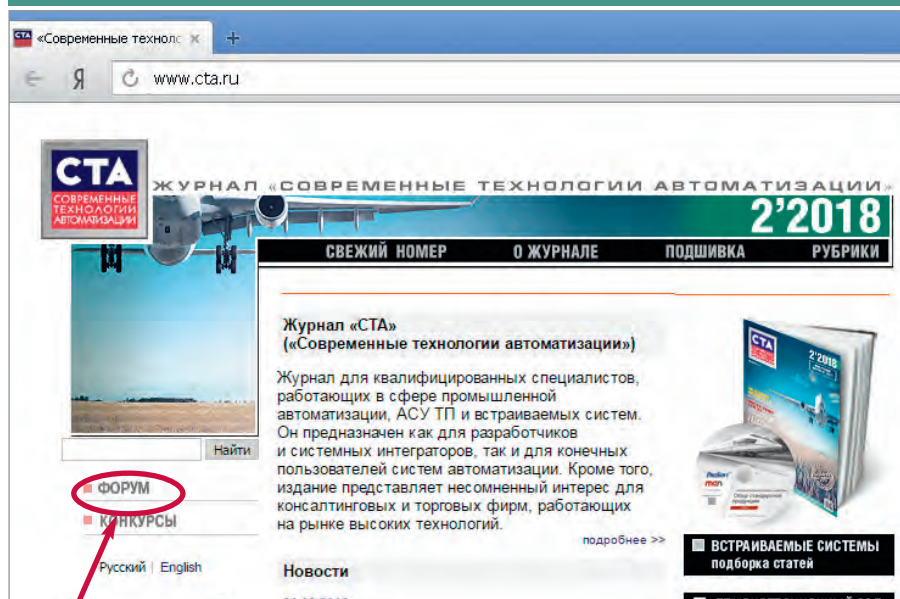 «Современные техноло
www.cta.ru
СТА
СОВРЕМЕННЫЕ
ТЕХНОЛОГИИ
АВТОМАТИЗАЦИИ
ЖУРНАЛ «СОВРЕМЕННЫЕ ТЕХНОЛОГИИ АВТОМАТИЗАЦИИ»
2’2018
СВЕЖИЙ НОМЕР О ЖУРНАЛЕ ПОДШИВКА РУБРИКИ
Найти
ФОРУМ
КОНКУРСЫ
Русский | English
Журнал «СТА»
(«Современные технологии автоматизации»)
Журнал для квалифицированных специалистов,
работающих в сфере промышленной
автоматизации, АСУ ТП и встраиваемых систем.
Он предназначен как для разработчиков
и системных интеграторов, так и для конечных
пользователей систем автоматизации. Кроме того,
издание представляет несомненный интерес для
консалтинговых и торговых фирм, работающих
на рынке высоких технологий.
подробнее >>
Новости
СТА
2'2018
ВСТРАИВАЕМЫЕ СИСТЕМЫ
подборка статей